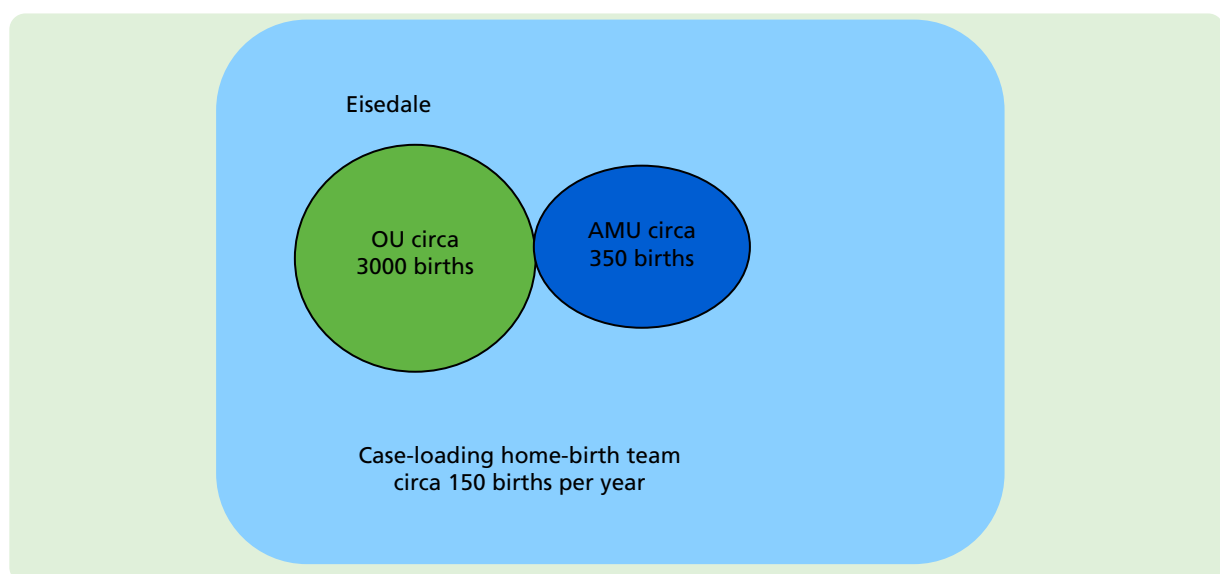 Eisedale
OU circa
3000 births
AMU circa
350 births
Case-loading home-birth team
circa 150 births per year